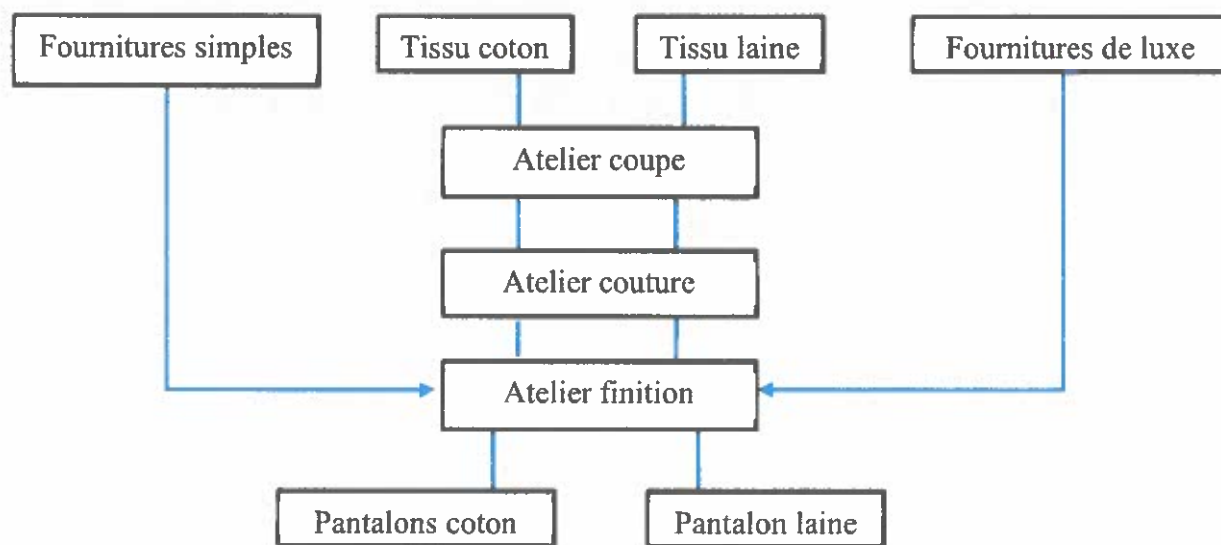 Fournitures simples
Tissu coton
Tissu laine
Fournitures de luxe
Atelier coupe
Atelier couture
Atelier finition
Pantalons coton
Pantalon laine